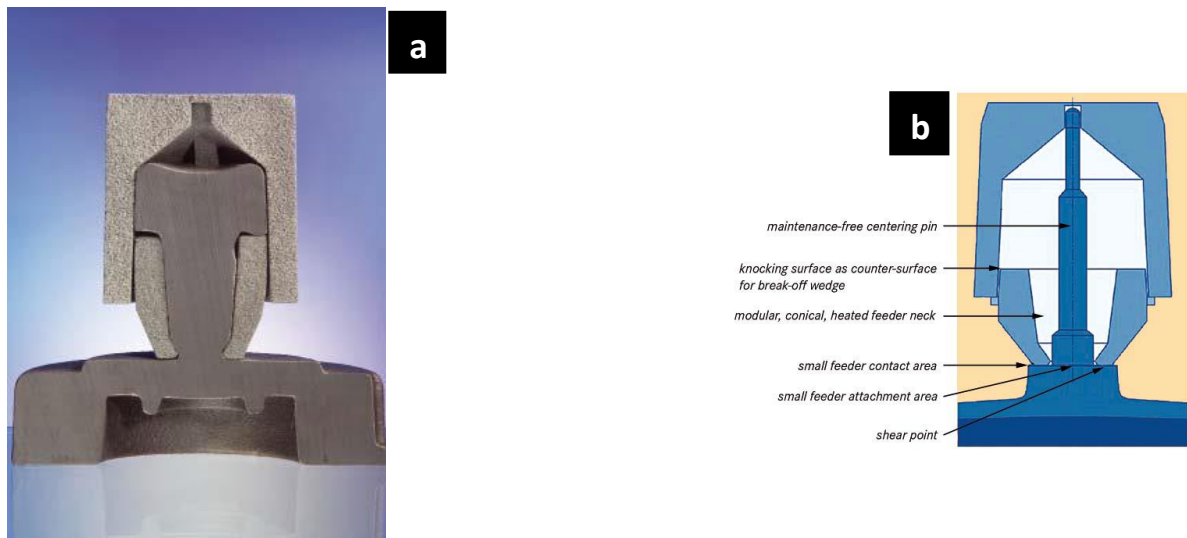 a
b
maintenance-free centering pin
knocking surface as counter-surface
for break-off wedge
modular, conical, heated feeder neck
small feeder contact area
small feeder attachment area
shear point